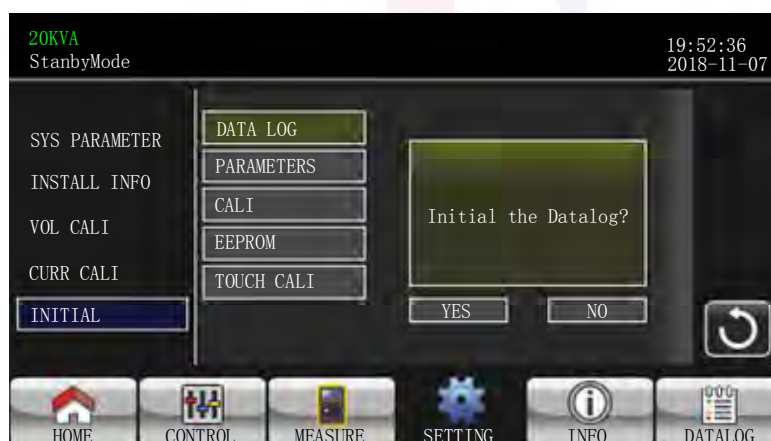 20KVA
StanbyMode
19:52:36
2018-11-07
SYS PARAMETER
INSTALL INFO
VOL CALI
CURR CALI
INITIAL
DATA LOG
PARAMETERS
CALI
EEPROM
TOUCH CALI
Initial the Datalog?
YES NO
HOME CONTROL MEASURE SETTING INFO DATALOG